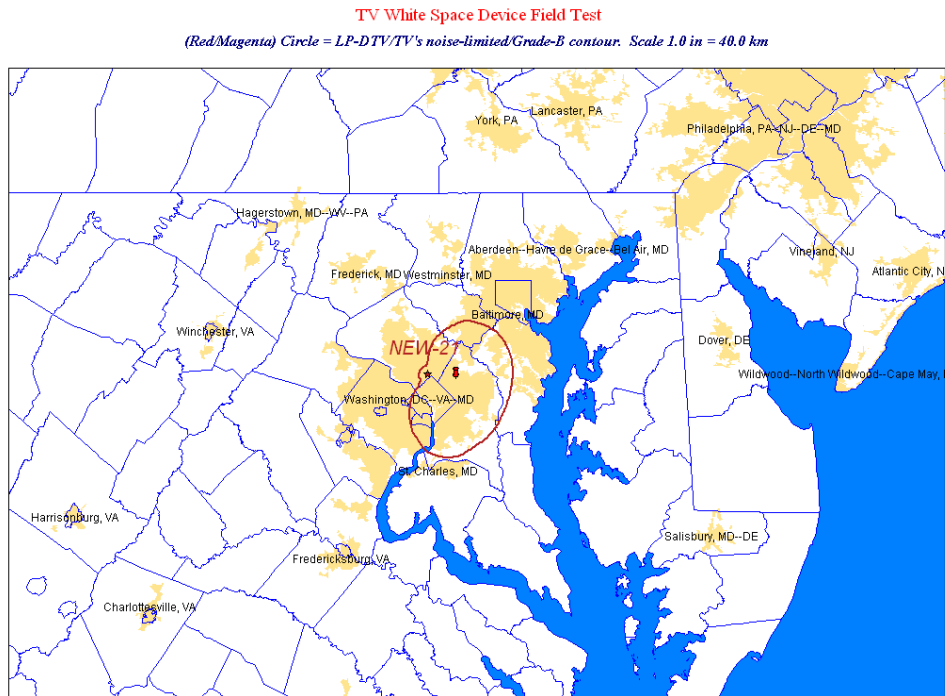 TV White Space Device Field Test
(Red/Magenta) Circle = LP-DTV/TV's noise-limited/Grade-B contour. Scale 1.0 in = 40.0 km
Lancaster, PA
York, PA
Philadelphia, PA--NJ--DE--MD
Hagerstown, MD--WV--PA
Aberdeen--Havre de Grace--Bel Air, MD
Vineland, NJ
Frederick, MD
Westminster, MD
Atlantic City, N
Baltimore, MD
Winchester, VA
Dover, DE
NEW-21
Wildwood--North Wildwood--Cape May,
Washington, DC--VA--MD
St. Charles, MD
Harrisonburg, VA
Salisbury, MD--DE
Fredericksburg, VA
Charlottesville, VA